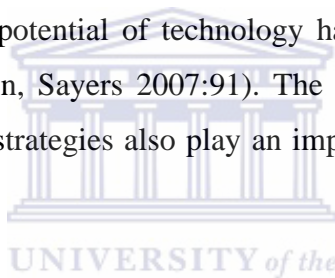 potential of technology ha
n, Sayers 2007:91). The
strategies also play an imp
UNIVERSITY of the